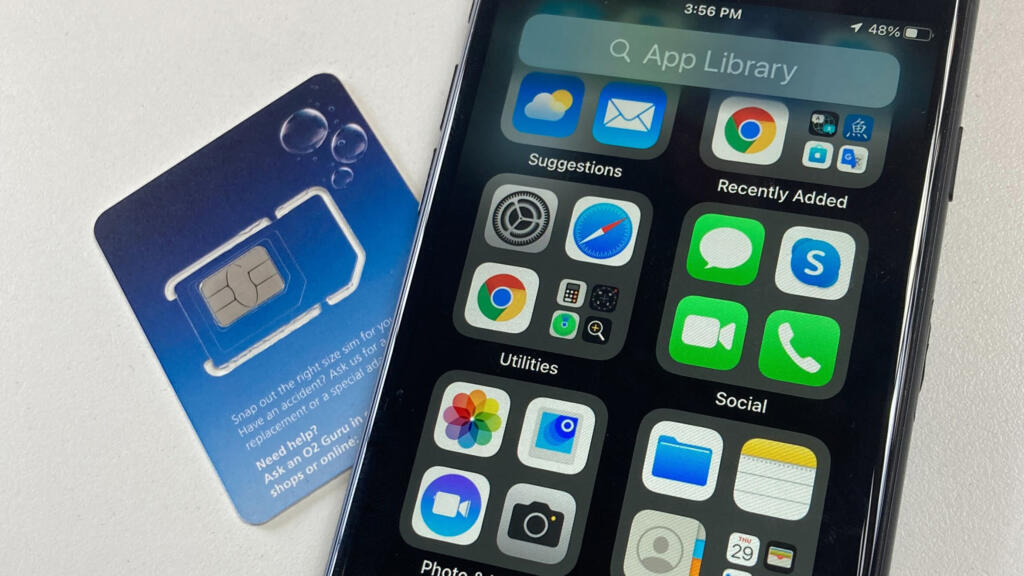 3:56 PM
48%
App Library
Suggestions
Recently Added
Utilities
Social
S
THU
29
Snap out the right size sim for you
Have an accident? Ask us for a
replacement or a special ad
Need help?
Ask an O2 Guru in
shops or online: